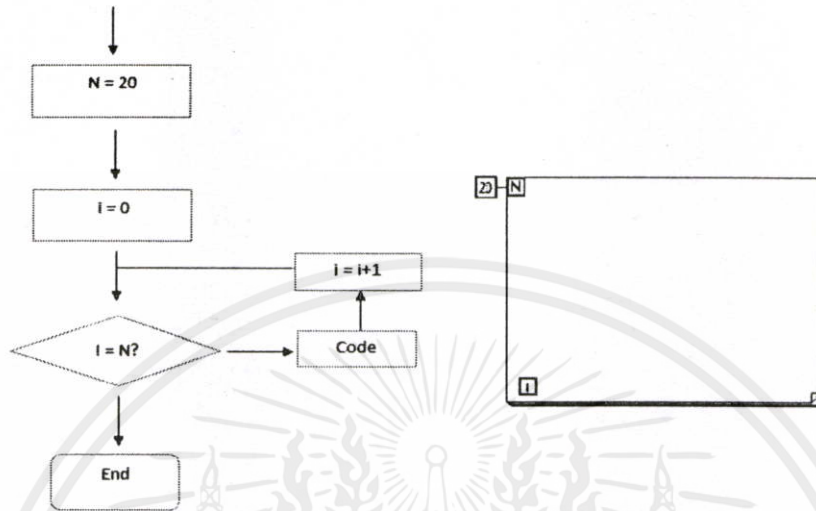 N = 20
i = 0
i = i+1
I = N?
Code
End
20 N
i